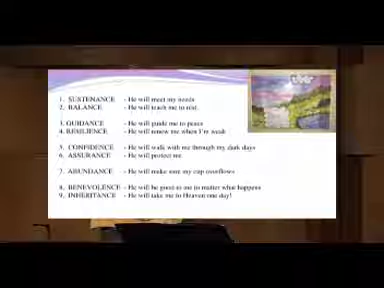 1. SUSTENANCE - He will meet my needs
2. BALANCE - He will teach me to rest.
3. GUIDANCE - He will guide me to peace
4. RESILIENCE - He will renew me when I'm weak
5. CONFIDENCE - He will walk with me through my dark days
6. ASSURANCE - He will protect me
7. ABUNDANCE - He will make sure my cup overflows
8. BENEVOLENCE - He will be good to me no matter what happens
9. INHERITANCE - He will take me to Heaven one day!